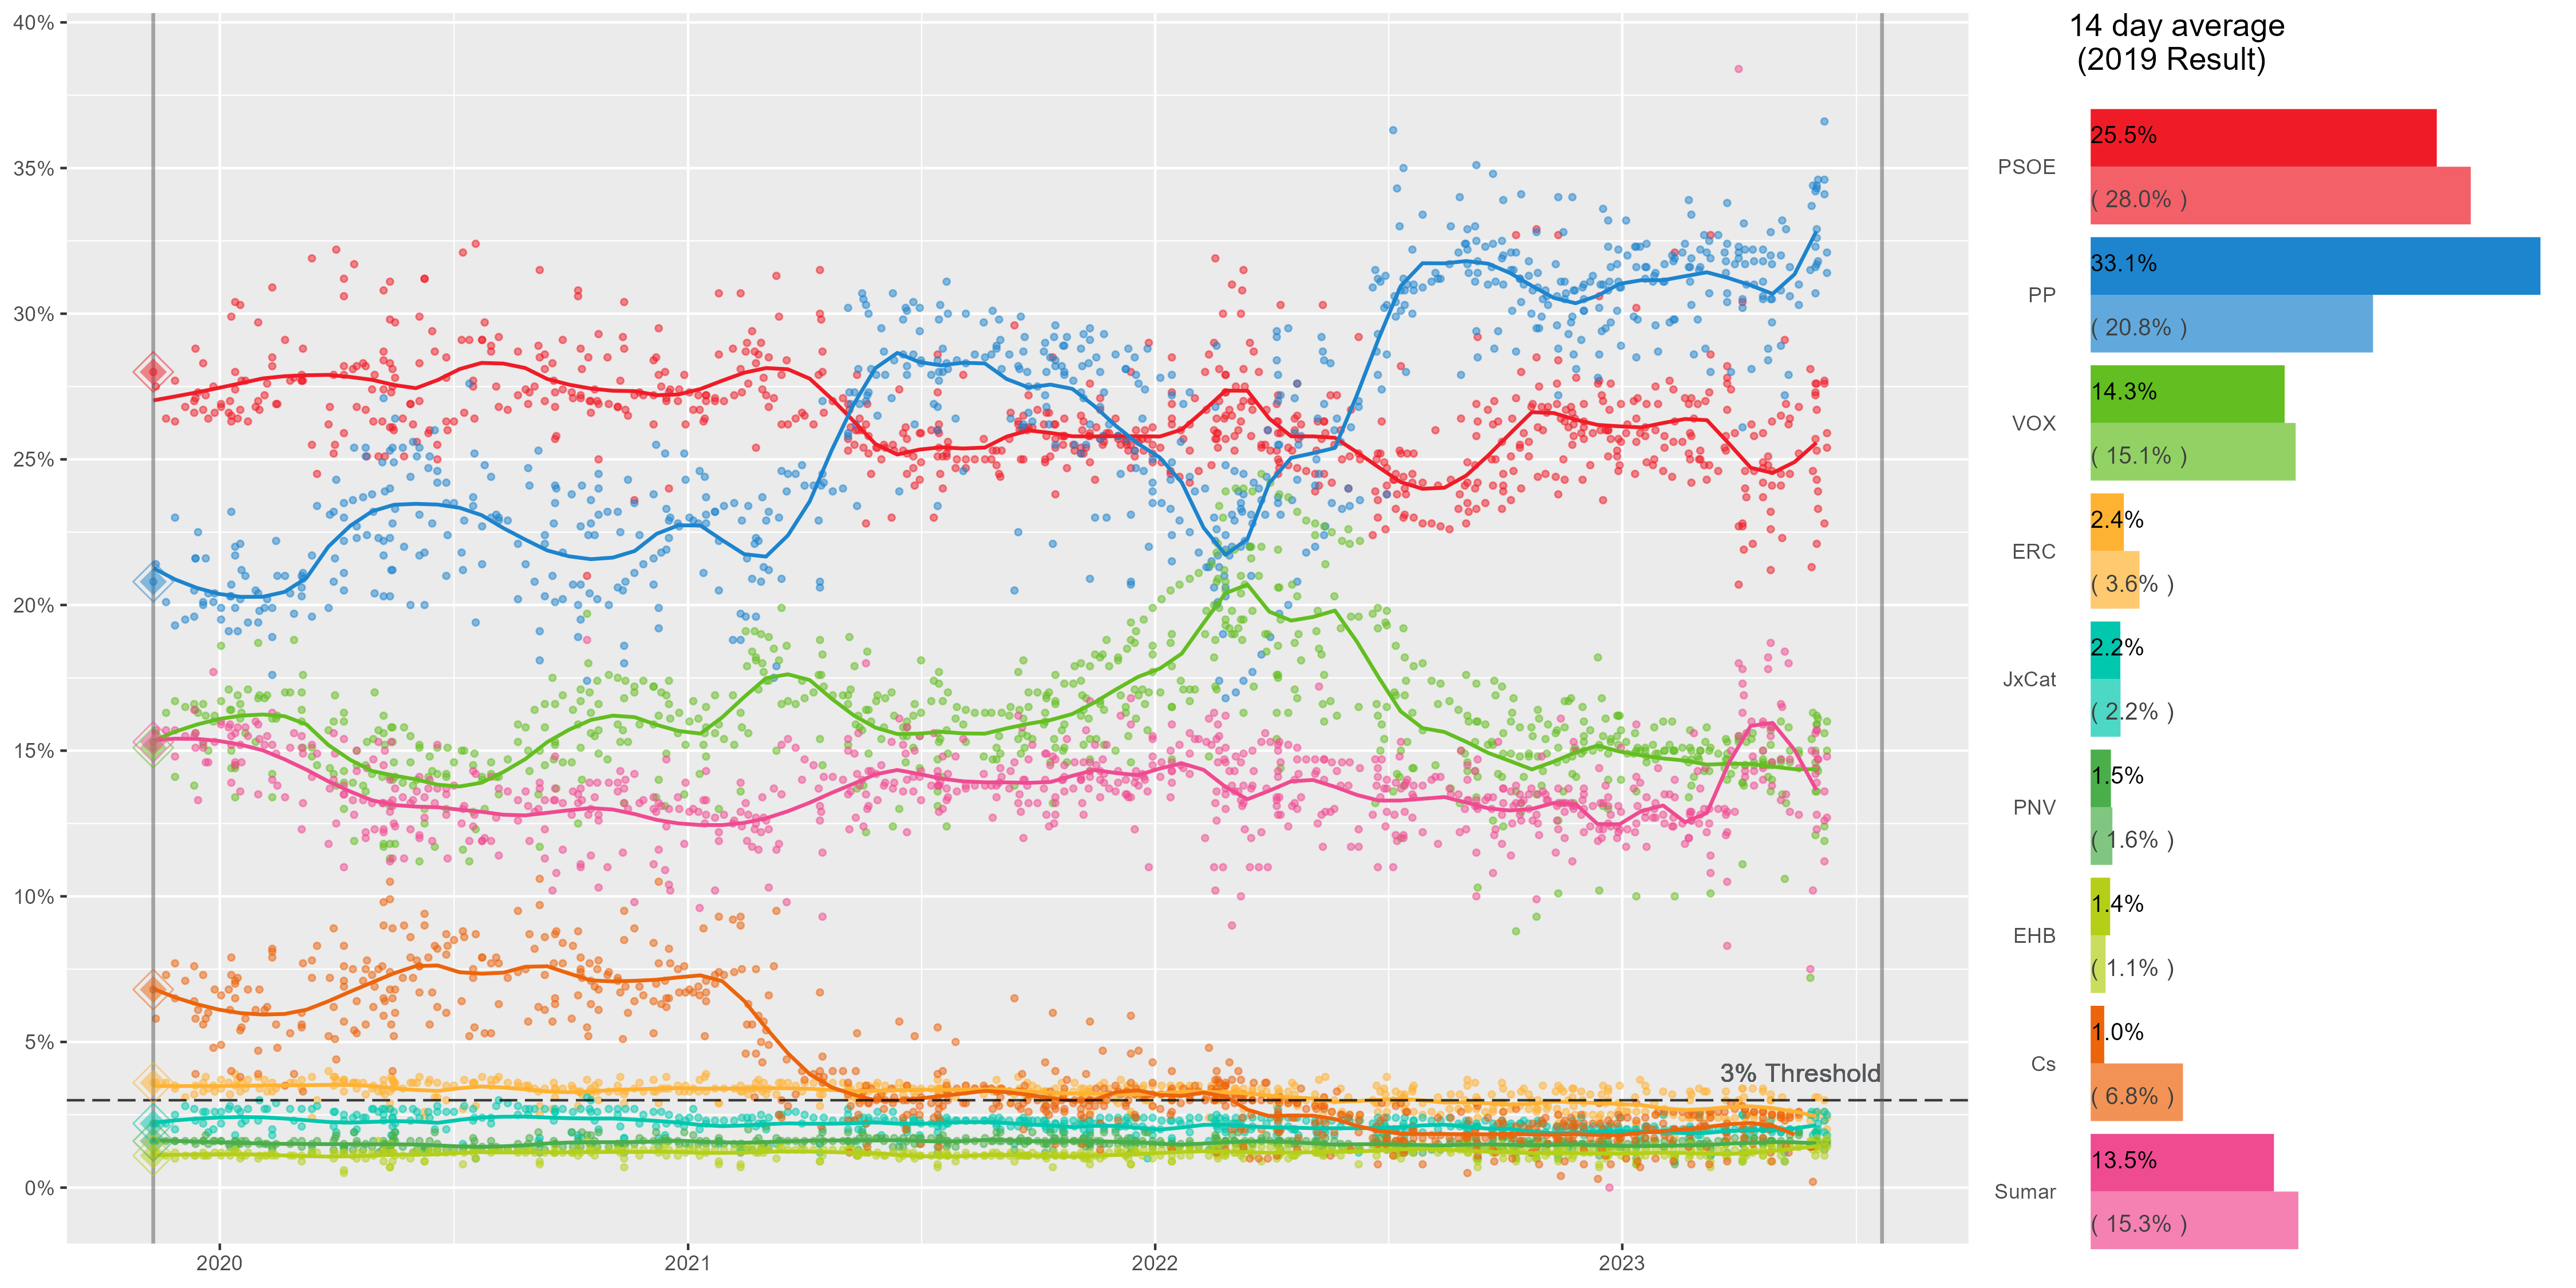 40%
35%
30%
25%
20%
15%
10%
5%
0%
2020
2021
2022
2023
3% Threshold
14 day average
(2019 Result)
PSOE
25.5%
( 28.0% )
PP
33.1%
( 20.8% )
VOX
14.3%
( 15.1% )
ERC
2.4%
( 3.6% )
JxCat
2.2%
( 2.2% )
PNV
1.5%
( 1.6% )
EHB
1.4%
( 1.1% )
Cs
1.0%
( 6.8% )
Sumar
13.5%
( 15.3% )